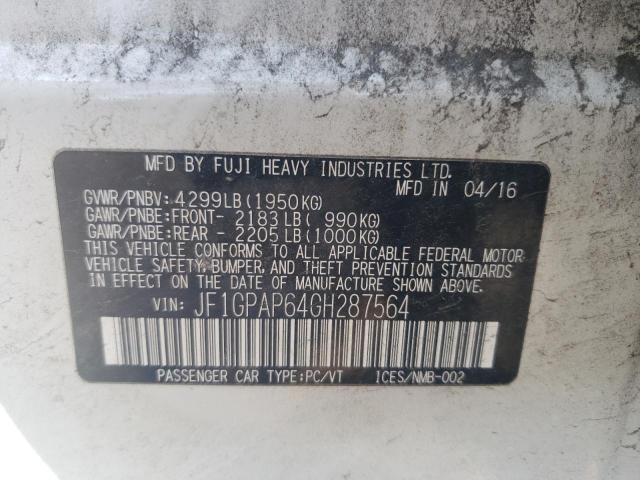 MFD BY FUJI HEAVY INDUSTRIES LTD.
MFD IN 04/16
GVWR/PNBV: 4299LB (1950KG)
GAWR/PNBE: FRONT- 2183 LB ( 990KG)
GAWR/PNBE: REAR - 2205 LB (1000KG)
THIS VEHICLE CONFORMS TO ALL APPLICABLE FEDERAL MOTOR
VEHICLE SAFETY, BUMPER, AND THEFT PREVENTION STANDARDS
IN EFFECT ON THE DATE OF MANUFACTURE SHOWN ABOVE.
VIN: JF1GPAP64GH287564
PASSENGER CAR TYPE:PC/VT ICES/NMB-002